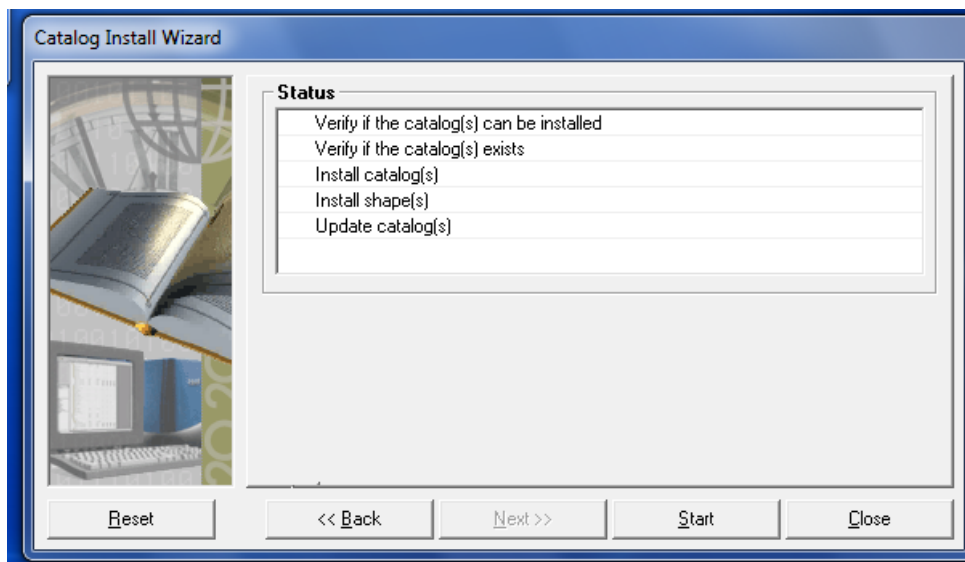 Catalog Install Wizard
Status
Verify if the catalog(s) can be installed
Verify if the catalog(s) exists
Install catalog(s)
Install shape(s)
Update catalog(s)
Reset
<< Back
Next >>
Start
Close